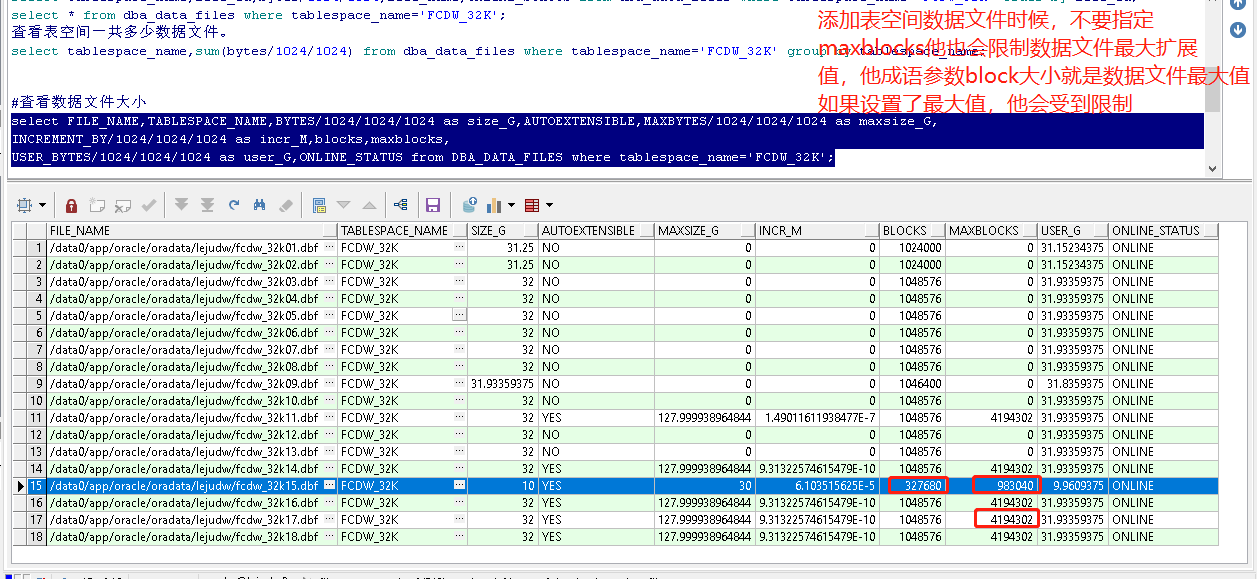 select * from dba_data_files where tablespace_name='FCDW_32K';
查看表空间一共多少数据文件。
select tablespace_name,sum(bytes/1024/1024) from dba_data_files where tablespace_name='FCDW_32K' group by tablespace_name;
添加表空间数据文件时候，不要指定
maxblocks他也会限制数据文件最大扩展
值，他成语参数block大小就是数据文件最大值
如果设置了最大值，他会受到限制
#查看数据文件大小
select FILE_NAME,TABLESPACE_NAME,BYTES/1024/1024/1024 as size_G,AUTOEXTENSIBLE,MAXBYTES/1024/1024/1024 as maxsize_G,
INCREMENT_BY/1024/1024/1024 as incr_M,blocks,maxblocks,
USER_BYTES/1024/1024/1024 as user_G,ONLINE_STATUS from DBA_DATA_FILES where tablespace_name='FCDW_32K';
FILE_NAME TABLESPACE_NAME SIZE_G AUTOEXTENSIBLE MAXSIZE_G INCR_M BLOCKS MAXBLOCKS USER_G ONLINE_STATUS
1 /data0/app/oracle/oradata/lejudw/fcdw_32k01.dbf ... FCDW_32K ... 31.25 NO 0 0 1024000 0 31.15234375 ONLINE
2 /data0/app/oracle/oradata/lejudw/fcdw_32k02.dbf ... FCDW_32K ... 31.25 NO 0 0 1024000 0 31.15234375 ONLINE
3 /data0/app/oracle/oradata/lejudw/fcdw_32k03.dbf ... FCDW_32K ... 32 NO 0 0 1048576 0 31.93359375 ONLINE
4 /data0/app/oracle/oradata/lejudw/fcdw_32k04.dbf ... FCDW_32K ... 32 NO 0 0 1048576 0 31.93359375 ONLINE
5 /data0/app/oracle/oradata/lejudw/fcdw_32k05.dbf ... FCDW_32K ... 32 NO 0 0 1048576 0 31.93359375 ONLINE
6 /data0/app/oracle/oradata/lejudw/fcdw_32k06.dbf ... FCDW_32K ... 32 NO 0 0 1048576 0 31.93359375 ONLINE
7 /data0/app/oracle/oradata/lejudw/fcdw_32k07.dbf ... FCDW_32K ... 32 NO 0 0 1048576 0 31.93359375 ONLINE
8 /data0/app/oracle/oradata/lejudw/fcdw_32k08.dbf ... FCDW_32K ... 32 NO 0 0 1048576 0 31.93359375 ONLINE
9 /data0/app/oracle/oradata/lejudw/fcdw_32k09.dbf ... FCDW_32K ... 31.93359375 NO 0 0 1046400 0 31.8359375 ONLINE
10 /data0/app/oracle/oradata/lejudw/fcdw_32k10.dbf ... FCDW_32K ... 32 NO 0 0 1048576 0 31.93359375 ONLINE
11 /data0/app/oracle/oradata/lejudw/fcdw_32k11.dbf ... FCDW_32K ... 32 YES 127.999938964844 1.49011611938477E-7 1048576 4194302 31.93359375 ONLINE
12 /data0/app/oracle/oradata/lejudw/fcdw_32k12.dbf ... FCDW_32K ... 32 NO 0 0 1048576 0 31.93359375 ONLINE
13 /data0/app/oracle/oradata/lejudw/fcdw_32k13.dbf ... FCDW_32K ... 32 NO 0 0 1048576 0 31.93359375 ONLINE
14 /data0/app/oracle/oradata/lejudw/fcdw_32k14.dbf ... FCDW_32K ... 32 YES 127.999938964844 9.31322574615479E-10 1048576 4194302 31.93359375 ONLINE
15 /data0/app/oracle/oradata/lejudw/fcdw_32k15.dbf ... FCDW_32K ... 10 YES 30 6.103515625E-5 327680 983040 9.9609375 ONLINE
16 /data0/app/oracle/oradata/lejudw/fcdw_32k16.dbf ... FCDW_32K ... 32 YES 127.999938964844 9.31322574615479E-10 1048576 4194302 31.93359375 ONLINE
17 /data0/app/oracle/oradata/lejudw/fcdw_32k17.dbf ... FCDW_32K ... 32 YES 127.999938964844 9.31322574615479E-10 1048576 4194302 31.93359375 ONLINE
18 /data0/app/oracle/oradata/lejudw/fcdw_32k18.dbf ... FCDW_32K ... 32 YES 127.999938964844 9.31322574615479E-10 1048576 4194302 31.93359375 ONLINE